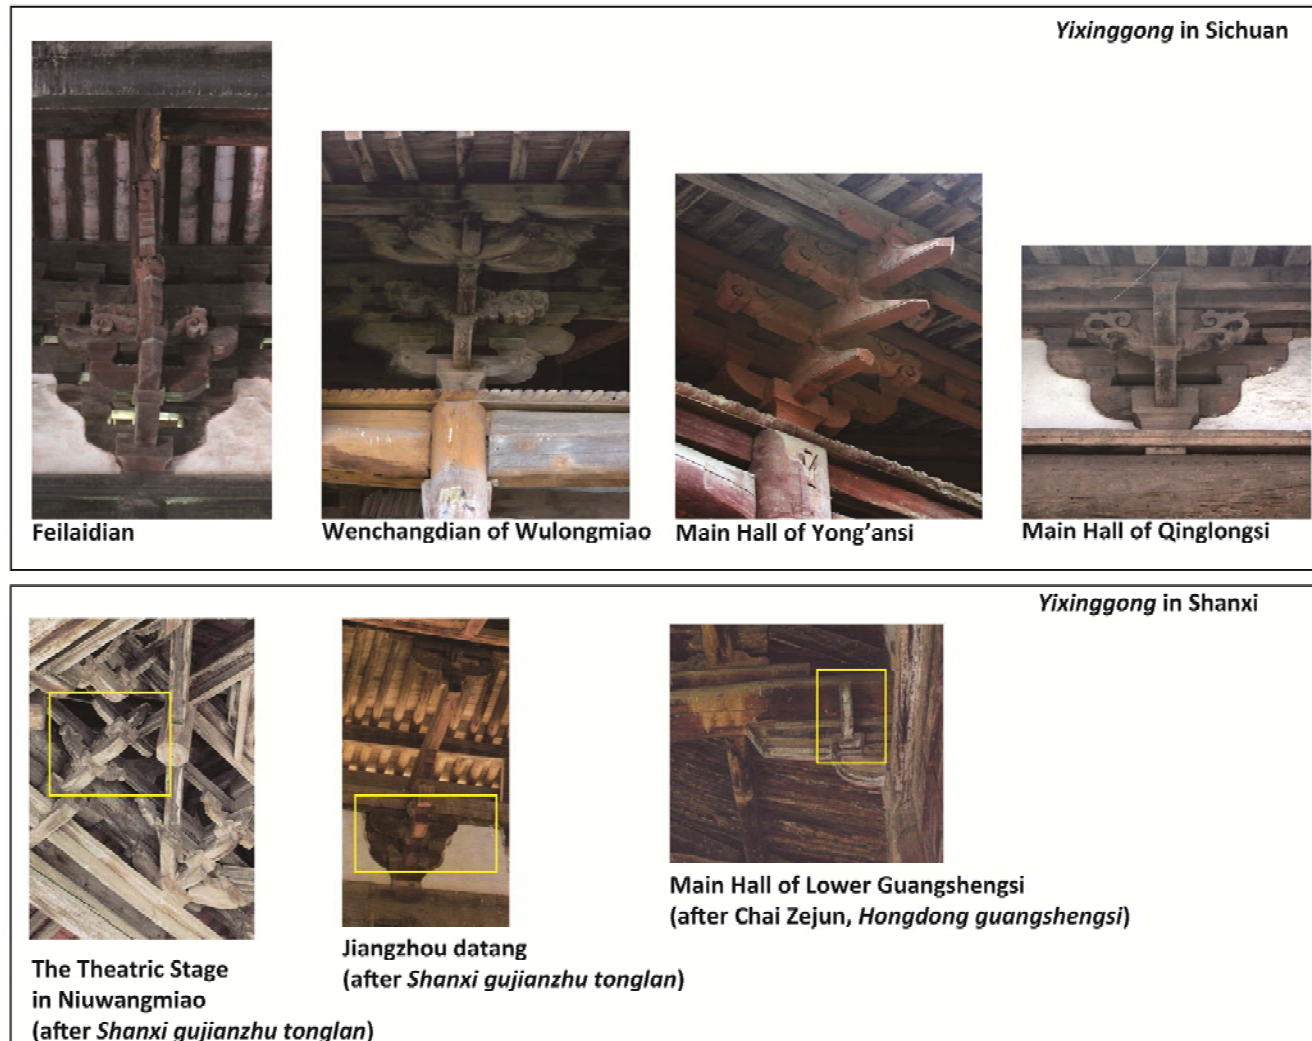 Yixinggong in Sichuan
Feilaidian
Wenchangdian of Wulongmiao
Main Hall of Yong'ansi
Main Hall of Qinglongsi
Yixinggong in Shanxi
The Theatric Stage
in Niuwangmiao
(after Shanxi gujianzhu tonglan)
Jiangzhou datang
(after Shanxi gujianzhu tonglan)
Main Hall of Lower Guangshengsi
(after Chai Zejun, Hongdong guangshengsi)